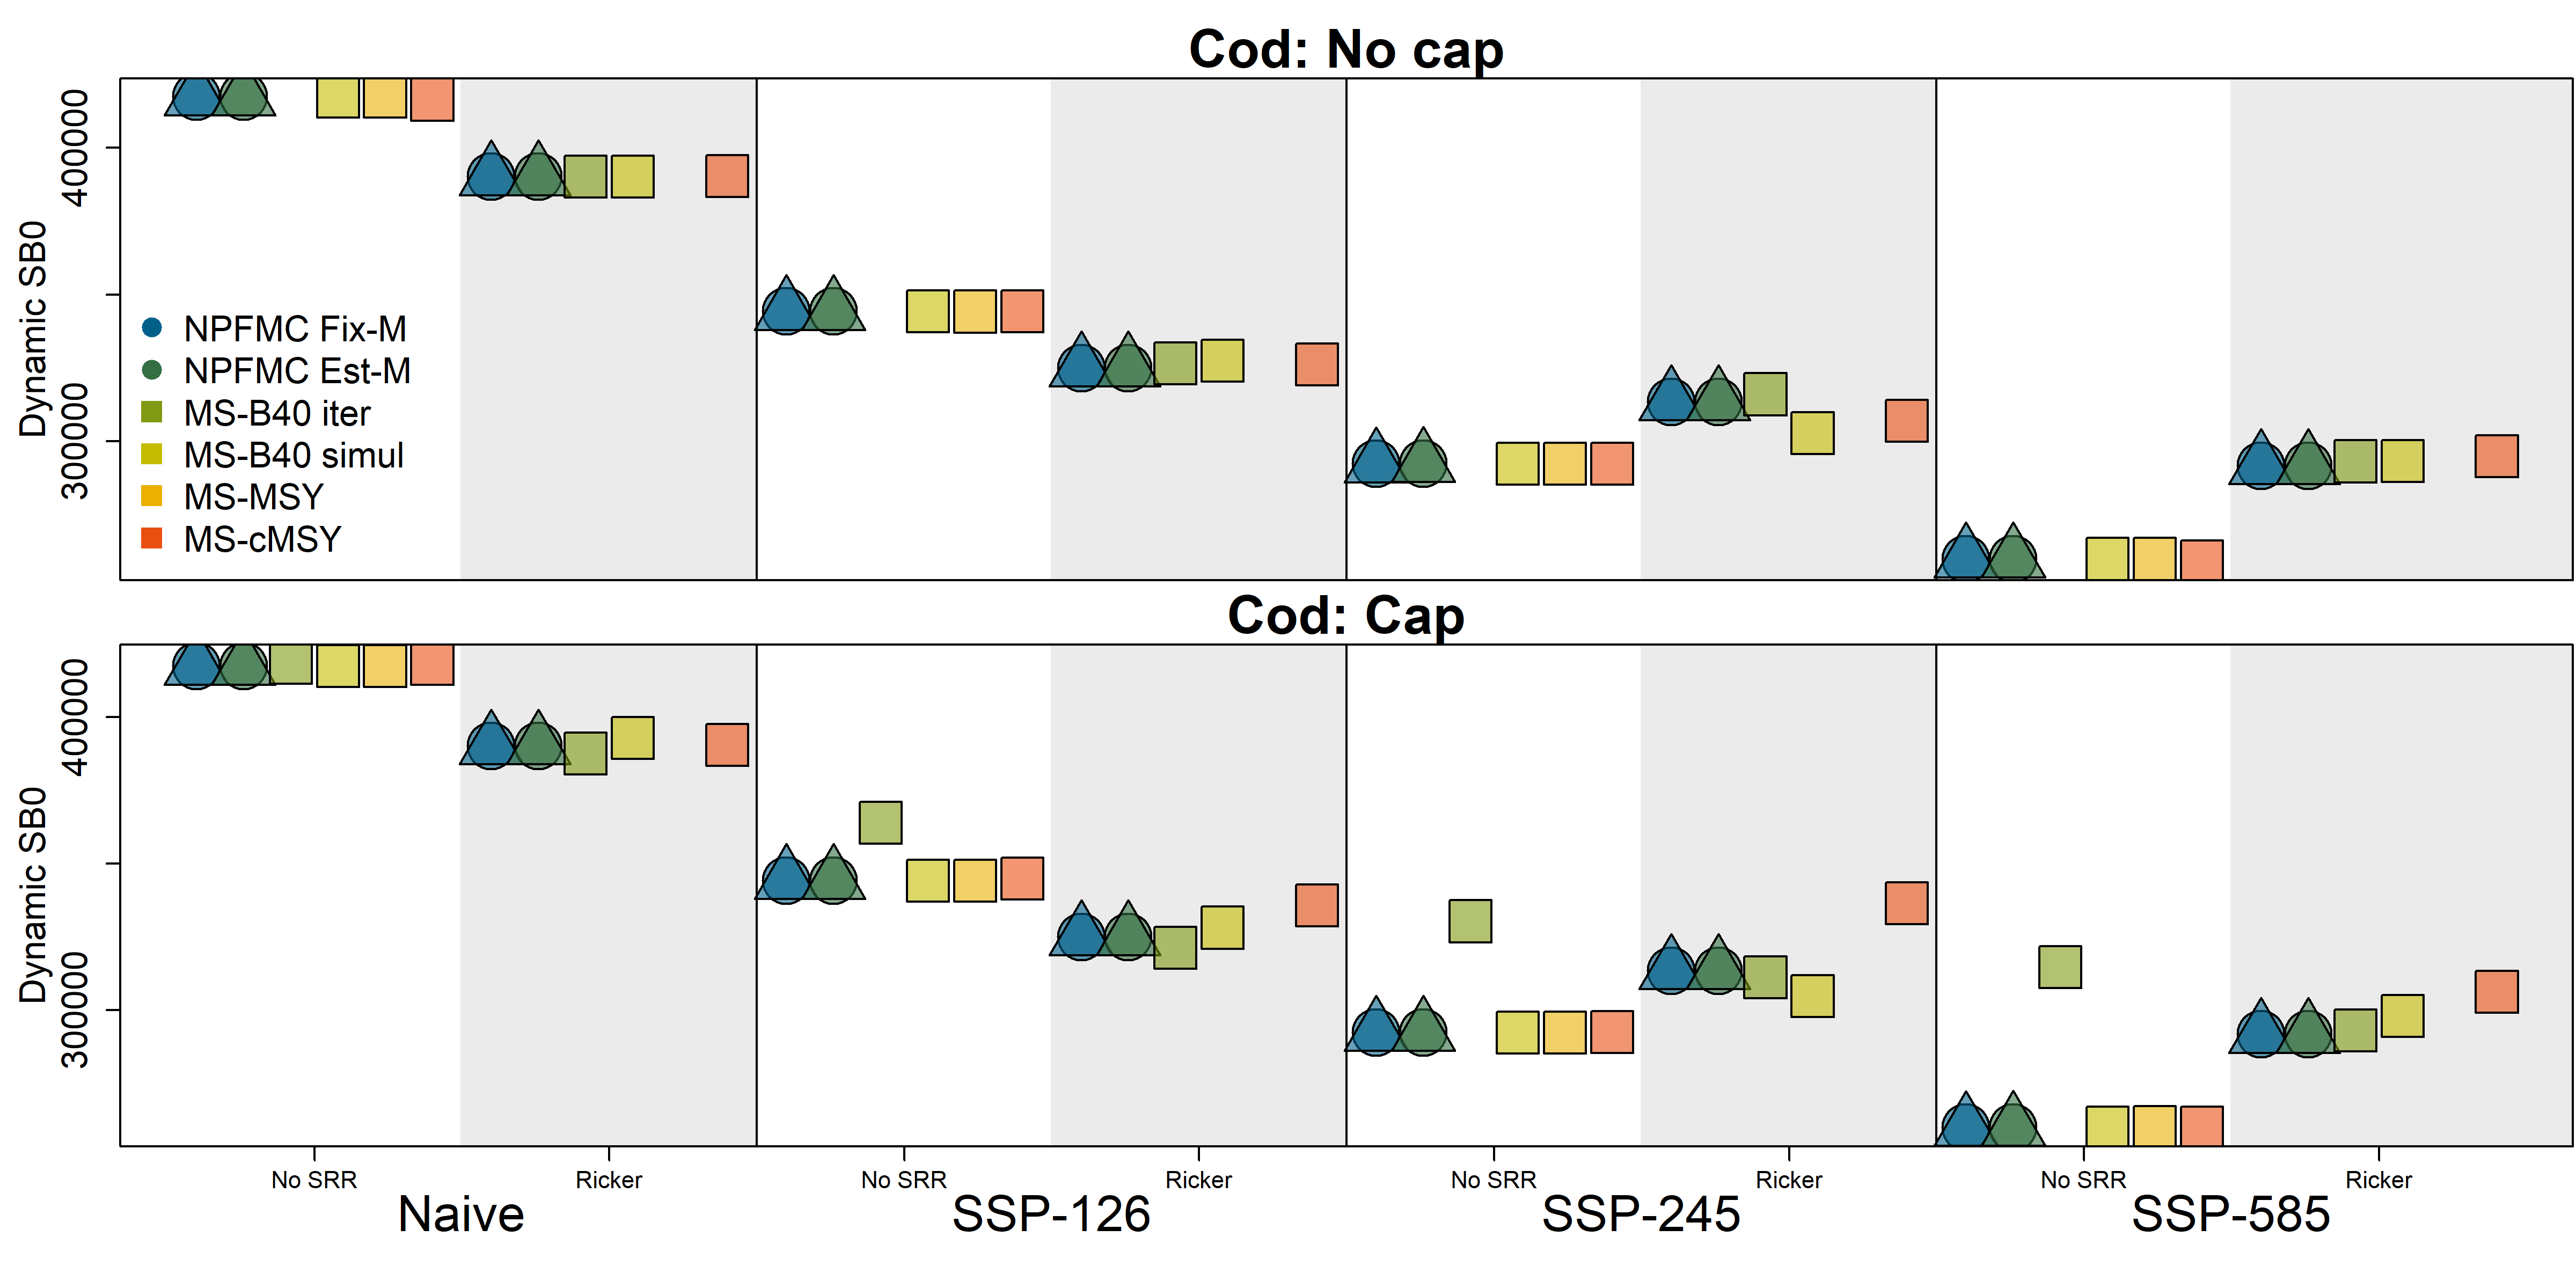 Cod: No cap
Dynamic SB0
400000
300000
NPFMC Fix-M
NPFMC Est-M
MS-B40 iter
MS-B40 simul
MS-MSY
MS-cMSY
Cod: Cap
Dynamic SB0
400000
300000
No SRR Ricker No SRR Ricker No SRR Ricker No SRR Ricker
Naive SSP-126 SSP-245 SSP-585